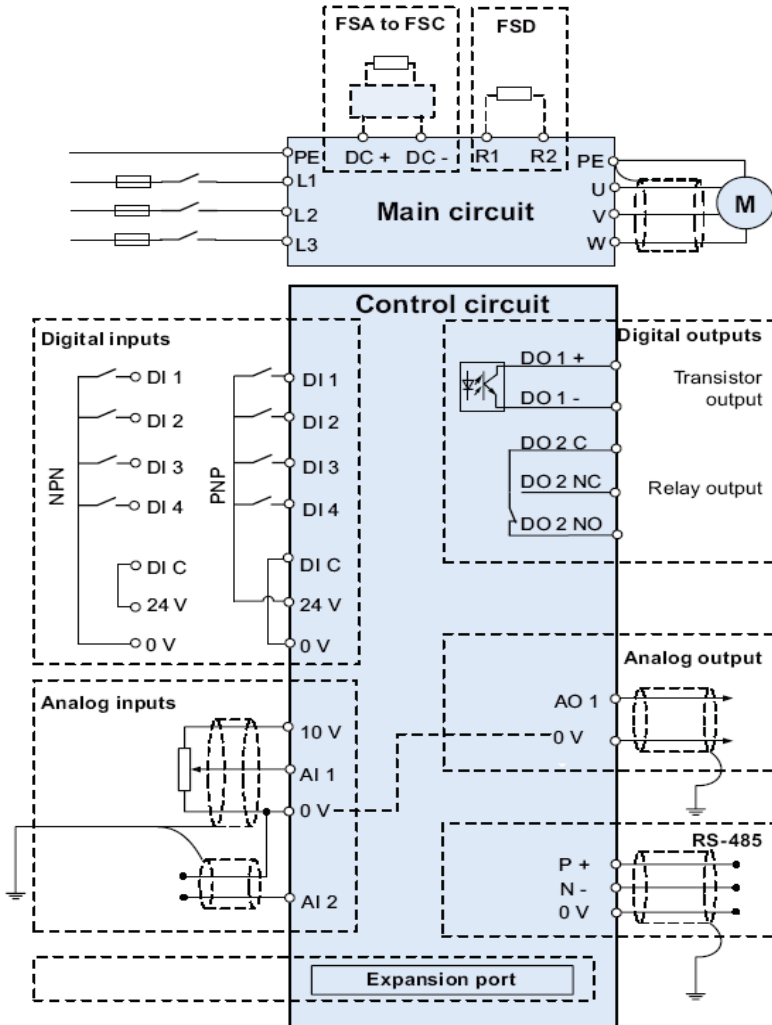 FSA to FSC
FSD
PE DC + DC - R1 R2 PE
L1 U
L2 Main circuit V
L3 W
M
Control circuit
Digital inputs
NPN
DI 1
DI 2
DI 3
DI 4
DI C
24 V
0 V
PNP
DI 1
DI 2
DI 3
DI 4
DI C
24 V
0 V
Digital outputs
DO 1 +
DO 1 -
Transistor
output
DO 2 C
DO 2 NC
DO 2 NO
Relay output
Analog inputs
10 V
AI 1
0 V
AI 2
Analog output
AO 1
0 V
RS-485
P +
N -
0 V
Expansion port